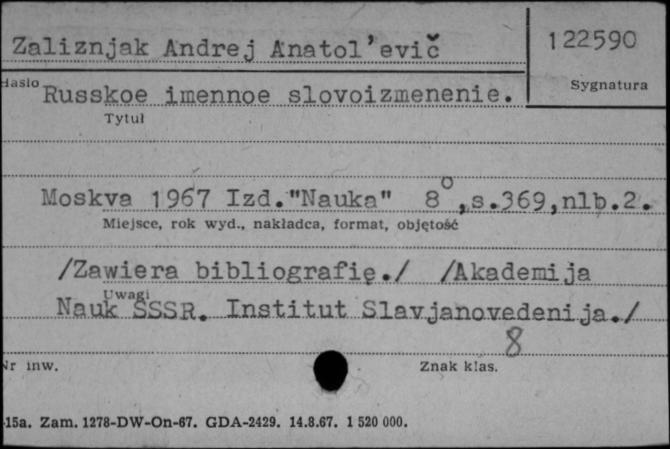 Zaliznjak Andrej Anatol'evič
122590
Hasło
Sygnatura
Russkoe imennoe slovoizmenenie.
Tytuł
Moskva 1967 Izd."Nauka" 8°,s.369,nlb.2.
Miejsce, rok wyd., nakładca, format, objętość
/Zawiera bibliografię./ /Akademija
Uwagi
Nauk SSSR. Institut Slavjanovedenija./
8
Nr inw.
Znak klas.
-15a. Zam. 1278-DW-On-67. GDA-2429. 14.8.67. 1 520 000.